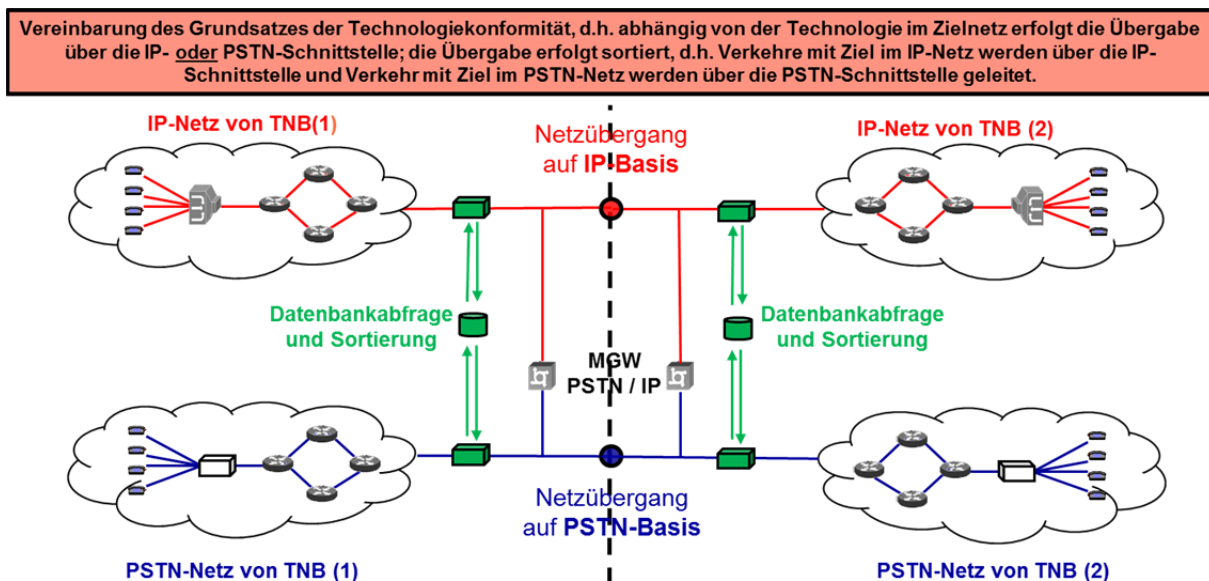 Vereinbarung des Grundsatzes der Technologiekonformität, d.h. abhängig von der Technologie im Zielnetz erfolgt die Übergabe
über die IP- oder PSTN-Schnittstelle; die Übergabe erfolgt sortiert, d.h. Verkehre mit Ziel im IP-Netz werden über die IP-
Schnittstelle und Verkehr mit Ziel im PSTN-Netz werden über die PSTN-Schnittstelle geleitet.
IP-Netz von TNB(1)
Netzübergang
auf IP-Basis
IP-Netz von TNB (2)
Datenbankabfrage
und Sortierung
MGW
PSTN / IP
Datenbankabfrage
und Sortierung
Netzübergang
auf PSTN-Basis
PSTN-Netz von TNB (1)
PSTN-Netz von TNB (2)